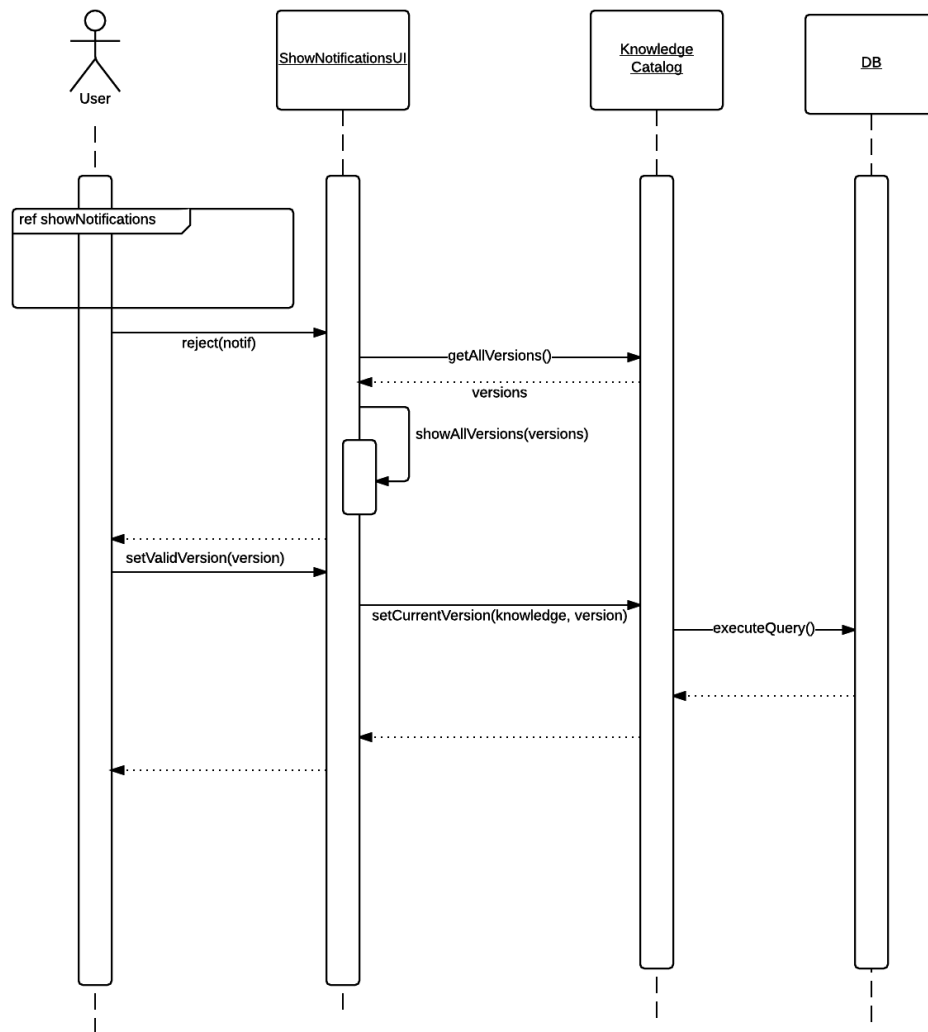 User
ShowNotificationsUI
Knowledge
Catalog
DB
ref showNotifications
reject(notif)
getAllVersions()
versions
showAllVersions(versions)
setValidVersion(version)
setCurrentVersion(knowledge, version)
executeQuery()